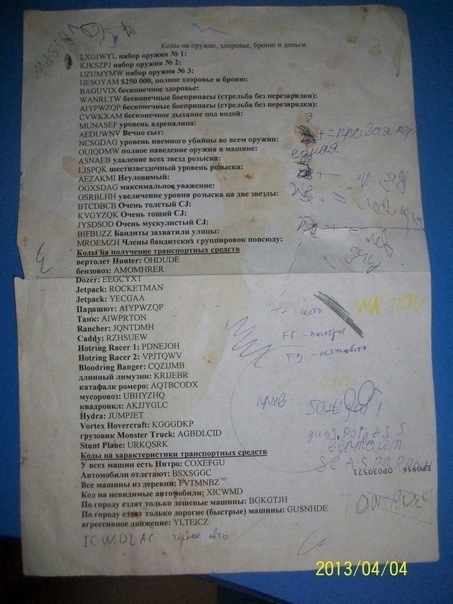 Коды на оружие, здоровье, броню и деньги
LXGIWYL набор оружия № 1:
KJKSZPJ набор оружия № 2:
UZUMYMW набор оружия № 3:
HESOYAM $250 000, полное здоровье и броню:
BAGUVIX бесконечное здоровье:
WANRLTW бесконечные боеприпасы (стрельба без перезарядки):
AIYPWZQP бесконечные боеприпасы (стрельба без перезарядки):
CVWKXAM бесконечное дыхание под водой:
MUNASEF уровень адреналина:
AEDUWNV Вечно сыт:
NCSGDAG уровень наемного убийцы во всем оружии:
OUIQDMW полное наведение оружия в машине:
ASNAEB удаление всех звезд розыска:
LJSPQK шестизвездочный уровень розыска:
AEZAKMI Неуловимый:
OGXSDAG максимальное уважение:
OSRBLHH увеличение уровня розыска на две звезды:
BTCDBCB Очень толстый CJ:
KVGYZQK Очень тощий CJ:
JYSDSOD Очень мускулистый CJ:
BIFBUZZ Бандиты захватили улицы:
MROEMZH Члены бандитских группировок повсюду:
Коды на получение транспортных средств
вертолет Hunter: OHDUDE
бензовоз: AMOMHRER
Dozer: EEGCYXT
Jetpack: ROCKETMAN
Jetpack: YECGAA
Парашют: AIYPWZQP
Танк: AIWPRTON
Rancher: JQNTDMH
Caddy: RZHSUEW
Hotring Racer 1: PDNEJOH
Hotring Racer 2: VPJTQWV
Bloodring Banger: CQZIJMB
длинный лимузин: KRIJEBR
катафалк ромеро: AQTBCODX
мусоровоз: UBHYZHQ
квадроцикл: AKJJYGLC
Hydra: JUMPJET
Vortex Hovercraft: KGGGDKP
грузовик Monster Truck: AGBDLCID
Stunt Plane: URKQSRK
Коды на характеристики транспортных средств
У всех машин есть Нитро: COXEFGU
Автомобили отлетают: BSXSGGC
Все машины из деревни: FVTMNBZ
Код на невидимые автомобили: XICWMD
По городу ездят только дешевые машины: BGKGTJH
По городу ездят только дорогие (быстрые) машины: GUSNHDE
агрессивное движение: YLTEICZ
IOWDLAC черные авто
2013/04/04